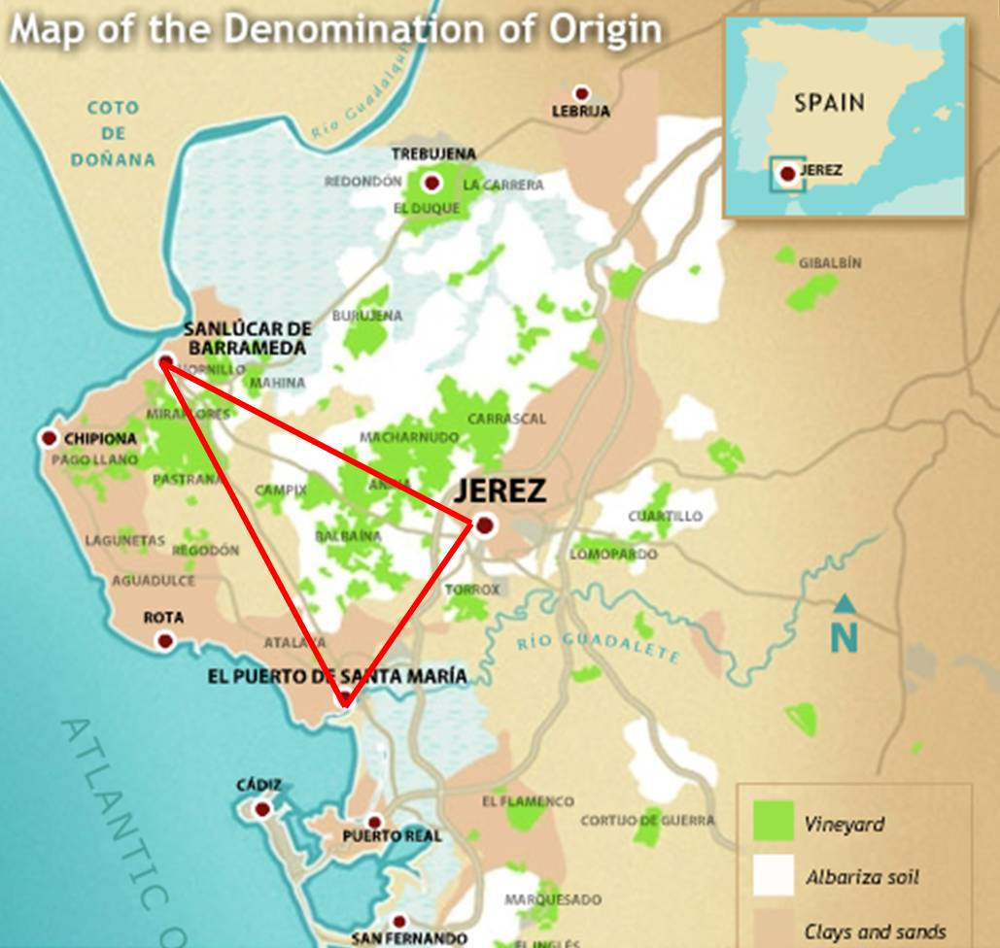 Map of the Denomination of Origin
COTO
DE
DOÑANA
Río Guadalqui
LEBRIJA
SPAIN
JEREZ
TREBUJENA
REDONDÓN
LA CARRERA
EL DUQUE
GIBALBÍN
BURUJENA
SANLÚCAR DE
BARRAMEDA
HORNILLO
MAHINA
MIRAFLORES
CARRASCAL
MACHARNUDO
CHIPIONA
PAGO LLANO
PASTRANA
CAMPIX
AÑINA
JEREZ
CUARTILLO
BALBAÍNA
LAGUNETAS
REGODÓN
LOMOPARDO
AGUADULCE
TORROX
ROTA
ATALAYA
RÍO GUADALETE
N
EL PUERTO DE SANTA MARÍA
ATLANTIC O
CÁDIZ
EL FLAMENCO
CORTIJO DE GUERRA
PUERTO REAL
Vineyard
Albariza soil
MARQUESADO
SAN FERNANDO
EL INGLÉS
Clays and sands